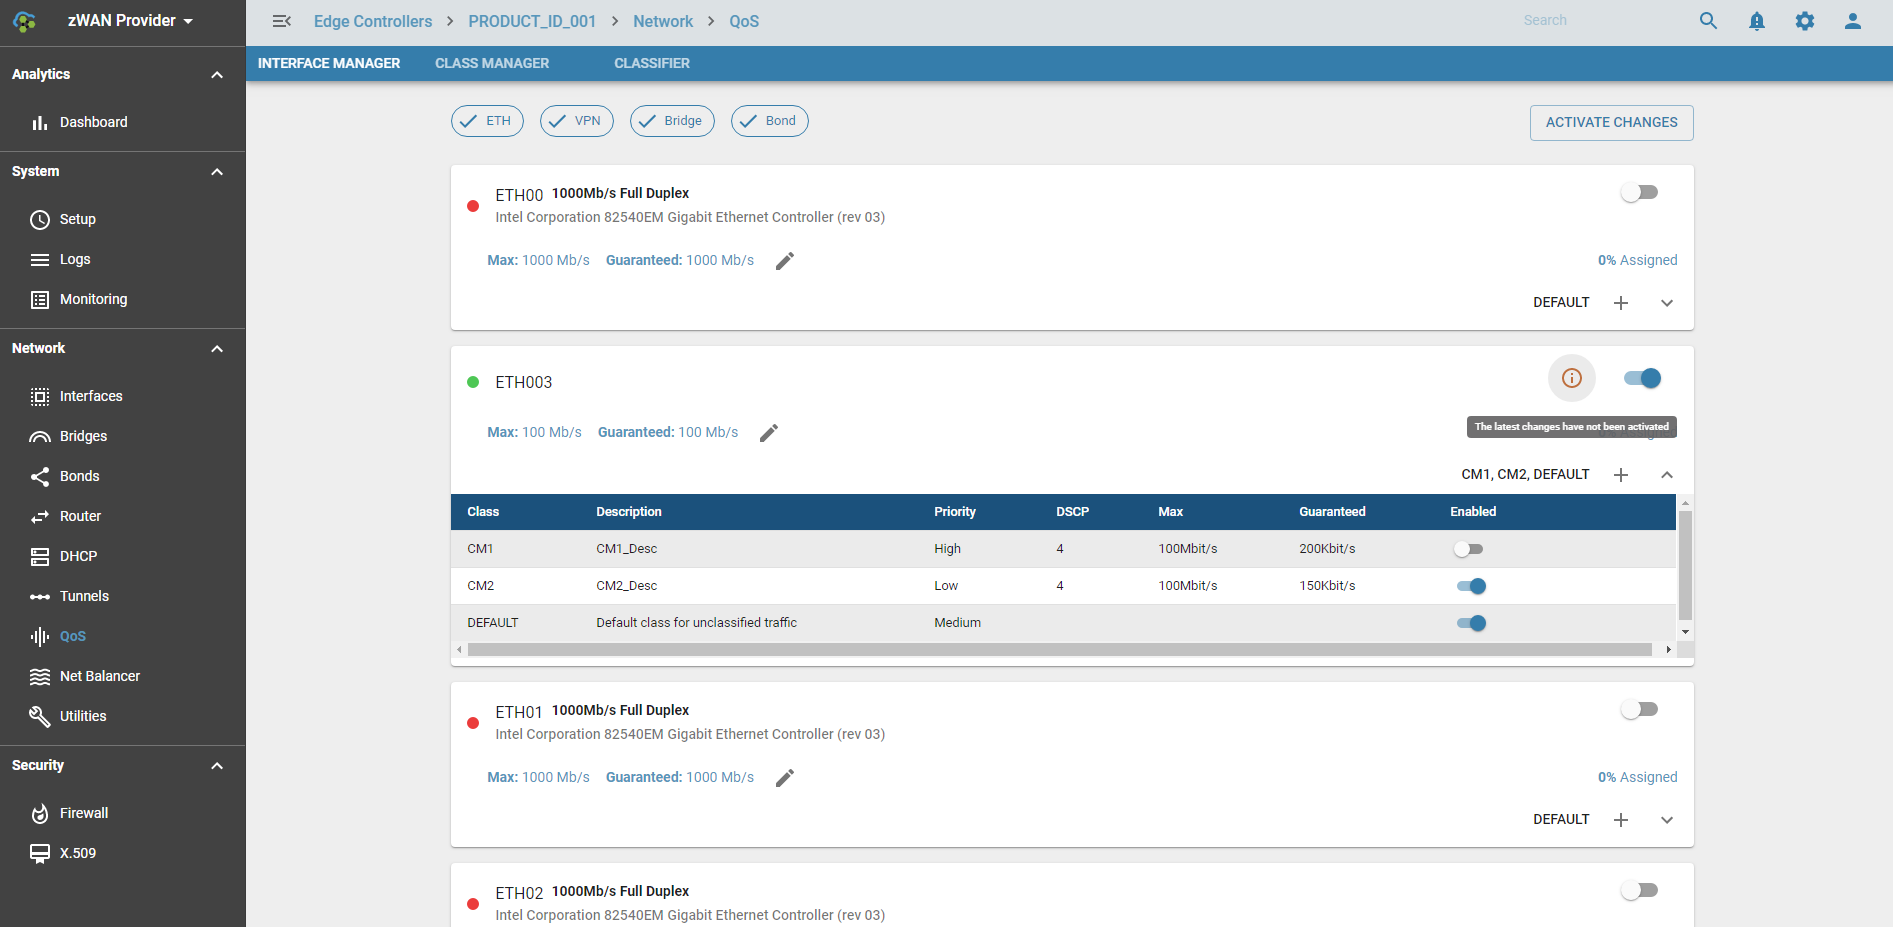 zWAN Provider
Edge Controllers > PRODUCT_ID_001 > Network > QoS
Search
INTERFACE MANAGER
CLASS MANAGER
CLASSIFIER
Analytics
Dashboard
System
Setup
Logs
Monitoring
Network
Interfaces
Bridges
Bonds
Router
DHCP
Tunnels
QoS
Net Balancer
Utilities
Security
Firewall
X.509
ETH
VPN
Bridge
Bond
ACTIVATE CHANGES
ETH00 1000Mb/s Full Duplex
Intel Corporation 82540EM Gigabit Ethernet Controller (rev 03)
Max: 1000 Mb/s Guaranteed: 1000 Mb/s
0% Assigned
DEFAULT
ETH003
Max: 100 Mb/s Guaranteed: 100 Mb/s
The latest changes have not been activated
CM1, CM2, DEFAULT
Class Description Priority DSCP Max Guaranteed Enabled
CM1 CM1_Desc High 4 100Mbit/s 200Kbit/s
CM2 CM2_Desc Low 4 100Mbit/s 150Kbit/s
DEFAULT Default class for unclassified traffic Medium
ETH01 1000Mb/s Full Duplex
Intel Corporation 82540EM Gigabit Ethernet Controller (rev 03)
Max: 1000 Mb/s Guaranteed: 1000 Mb/s
0% Assigned
DEFAULT
ETH02 1000Mb/s Full Duplex
Intel Corporation 82540EM Gigabit Ethernet Controller (rev 03)